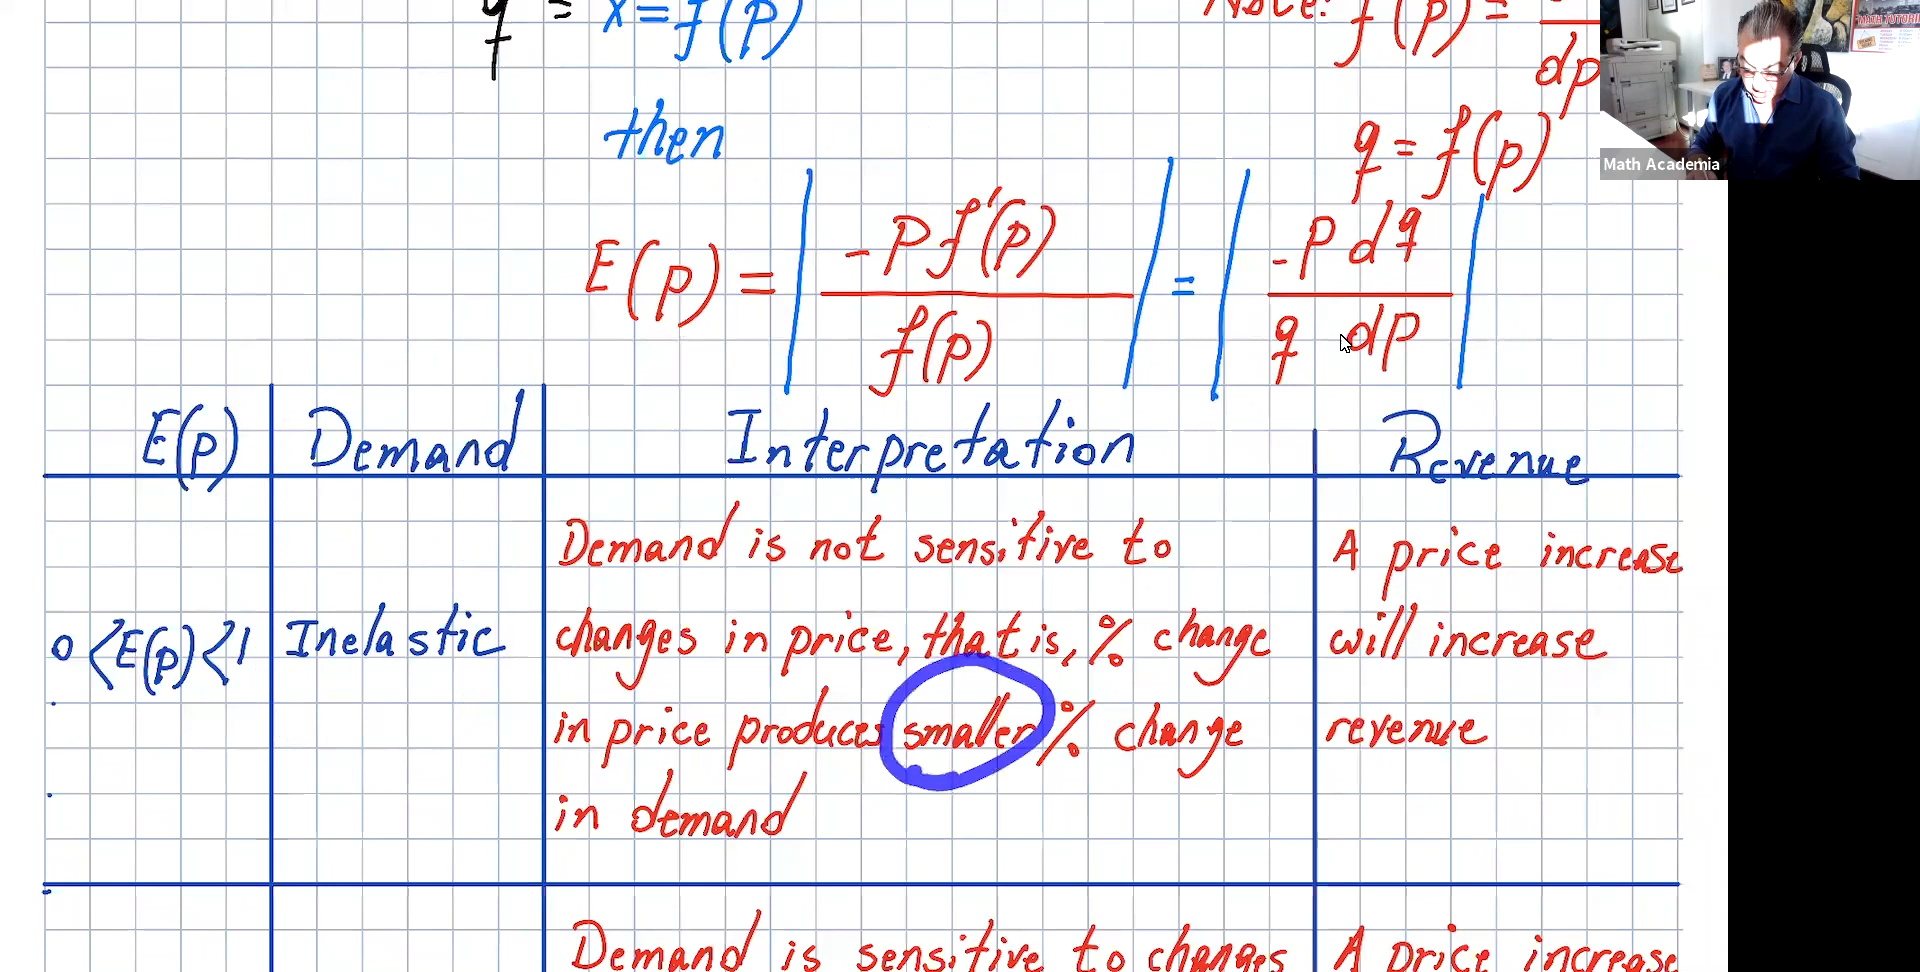 q = x = f(p)
Note: f'(p) =
dp
then
q = f(p)
E(p) = | -P f'(p) / f(p) | = | -P dq / q dP |
E(p) Demand Interpretation Revenue
0 < E(p) < 1 Inelastic
Demand is not sensitive to
changes in price, that is, % change
in price produces smaller % change
in demand
A price increase
will increase
revenue
Demand is sensitive to changes
A price increase
Math Academia
MATH TUTORI